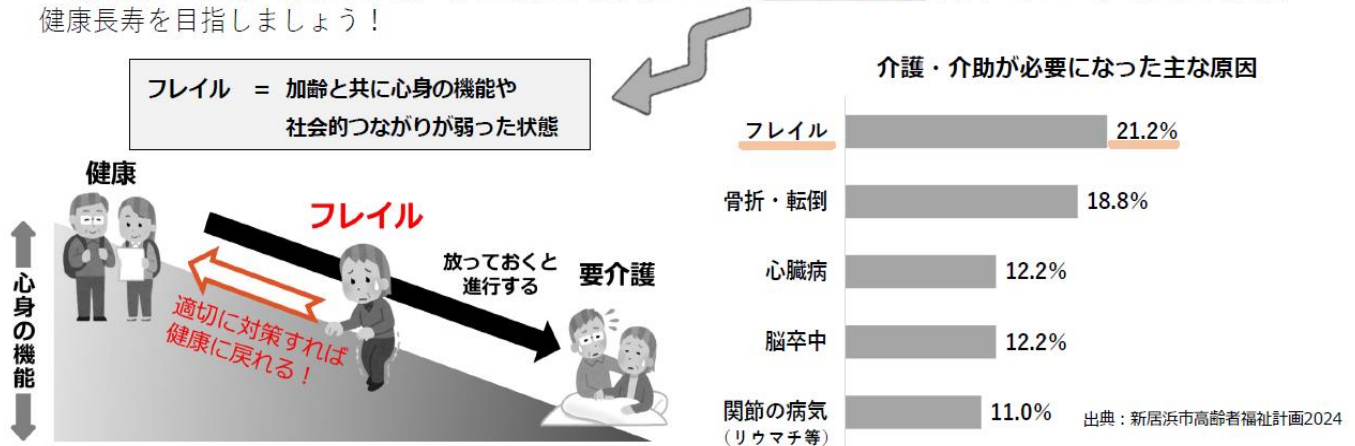 健康長寿を目指しましょう！
フレイル = 加齢と共に心身の機能や
社会的つながりが弱った状態
健康
フレイル
放っておくと
進行する
要介護
適切に対策すれば
健康に戻れる！
心身の機能
介護・介助が必要になった主な原因
フレイル 21.2%
骨折・転倒 18.8%
心臓病 12.2%
脳卒中 12.2%
関節の病気 11.0%
（リウマチ等）
出典：新居浜市高齢者福祉計画2024